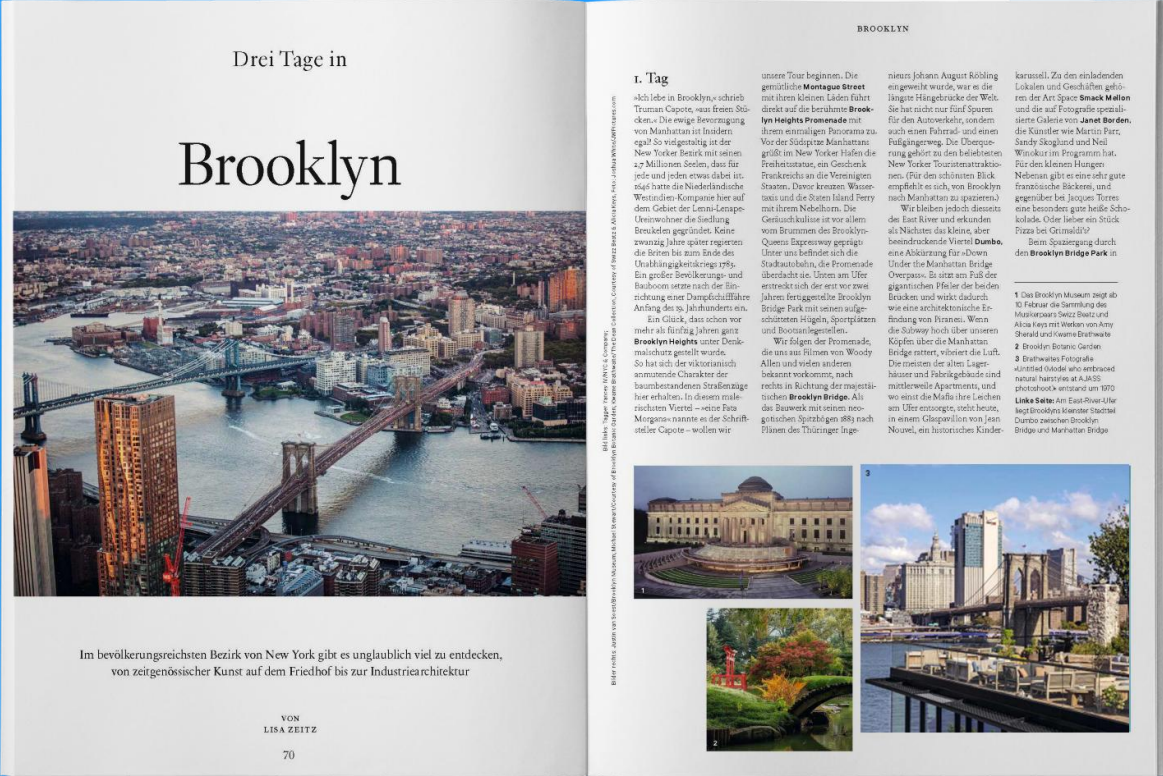 Drei Tage in
Brooklyn
Im bevölkerungsreichsten Bezirk von New York gibt es unglaublich viel zu entdecken,
von zeitgenössischer Kunst auf dem Friedhof bis zur Industriearchitektur
VON
LISA ZEITZ
70
BROOKLYN
1. Tag
»Ich lebe in Brooklyn,« schrieb
Truman Capote, »aus freien Stü-
cken.« Die ewige Bevorzugung
von Manhattan ist Insidern
egal! So vielgestaltig ist der
New Yorker Bezirk mit seinen
2,7 Millionen Seelen, dass für
jede und jeden etwas dabei ist.
1646 hatte die Niederländische
Westindien-Kompanie hier auf
dem Gebiet der Lenni-Lenape-
Ureinwohner die Siedlung
Breukelen gegründet. Keine
zwanzig Jahre später regierten
die Briten bis zum Ende des
Unabhängigkeitskriegs 1783.
Ein großer Bevölkerungs- und
Bauboom setzte nach der Ein-
richtung einer Dampfschifffähre
Anfang des 19. Jahrhunderts ein.
Ein Glück, dass schon vor
mehr als fünfzig Jahren ganz
Brooklyn Heights unter Denk-
malschutz gestellt wurde.
So hat sich der viktorianisch
anmutende Charakter der
baumbestandenen Straßenzüge
hier erhalten. In diesem male-
rischsten Viertel – »eine Fata
Morgana« nannte es der Schrift-
steller Capote – wollen wir
unsere Tour beginnen. Die
gemütliche Montague Street
mit ihren kleinen Läden führt
direkt auf die berühmte Brook-
lyn Heights Promenade mit
ihrem einmaligen Panorama zu.
Vor der Südspitze Manhattans
grüßt im New Yorker Hafen die
Freiheitsstatue, ein Geschenk
Frankreichs an die Vereinigten
Staaten. Davor kreuzen Wasser-
taxis und die Staten Island Ferry
mit ihrem Nebelhorn. Die
Geräuschkulisse ist vor allem
vom Brummen des Brooklyn-
Queens Expressway geprägt:
Unter uns befindet sich die
Stadtautobahn, die Promenade
überdacht sie. Unten am Ufer
erstreckt sich der erst vor zwei
Jahren fertiggestellte Brooklyn
Bridge Park mit seinen aufge-
schütteten Hügeln, Sportplätzen
und Bootsanlegestellen.
Wir folgen der Promenade,
die uns aus Filmen von Woody
Allen und vielen anderen
bekannt vorkommt, nach
rechts in Richtung der majestä-
tischen Brooklyn Bridge. Als
das Bauwerk mit seinen neo-
gotischen Spitzbögen 1883 nach
Plänen des Thüringer Inge-
nieurs Johann August Röbling
eingeweiht wurde, war es die
längste Hängebrücke der Welt.
Sie hat nicht nur fünf Spuren
für den Autoverkehr, sondern
auch einen Fahrrad- und einen
Fußgängerweg. Die Überque-
rung gehört zu den beliebtesten
New Yorker Touristenattraktio-
nen. (Für den schönsten Blick
empfiehlt es sich, von Brooklyn
nach Manhattan zu spazieren.)
Wir bleiben jedoch diesseits
des East River und erkunden
als Nächstes das kleine, aber
beeindruckende Viertel Dumbo,
eine Abkürzung für »Down
Under the Manhattan Bridge
Overpass«. Es sitzt am Fuß der
gigantischen Pfeiler der beiden
Brücken und wirkt dadurch
wie eine architektonische Er-
findung von Piranesi. Wenn
die Subway hoch über unseren
Köpfen über die Manhattan
Bridge rattert, vibriert die Luft.
Die meisten der alten Lager-
häuser und Fabrikgebäude sind
mittlerweile Apartments, und
wo einst die Mafia ihre Leichen
am Ufer entsorgte, steht heute,
in einem Glaspavillon von Jean
Nouvel, ein historisches Kinder-
karussell. Zu den einladenden
Lokalen und Geschäften gehö-
ren der Art Space Smack Mellon
und die auf Fotografie speziali-
sierte Galerie von Janet Borden,
die Künstler wie Martin Parr,
Sandy Skoglund und Neil
Winokur im Programm hat.
Für den kleinen Hunger:
Nebenan gibt es eine sehr gute
französische Bäckerei, und
gegenüber bei Jacques Torres
eine besonders gute heiße Scho-
kolade. Oder lieber ein Stück
Pizza bei Grimaldi's?
Beim Spaziergang durch
den Brooklyn Bridge Park in
1 Das Brooklyn Museum zeigt ab
10. Februar die Sammlung des
Musikerpaars Swizz Beatz und
Alicia Keys mit Werken von Amy
Sherald und Kwame Brathwaite
2 Brooklyn Botanic Garden
3 Brathwaites Fotografie
»Untitled (Model who embraced
natural hairstyles at AJASS
photoshoot)« entstand um 1970
Linke Seite: Am East-River-Ufer
liegt Brooklyns kleinster Stadtteil
Dumbo zwischen Brooklyn
Bridge und Manhattan Bridge
1
2
3